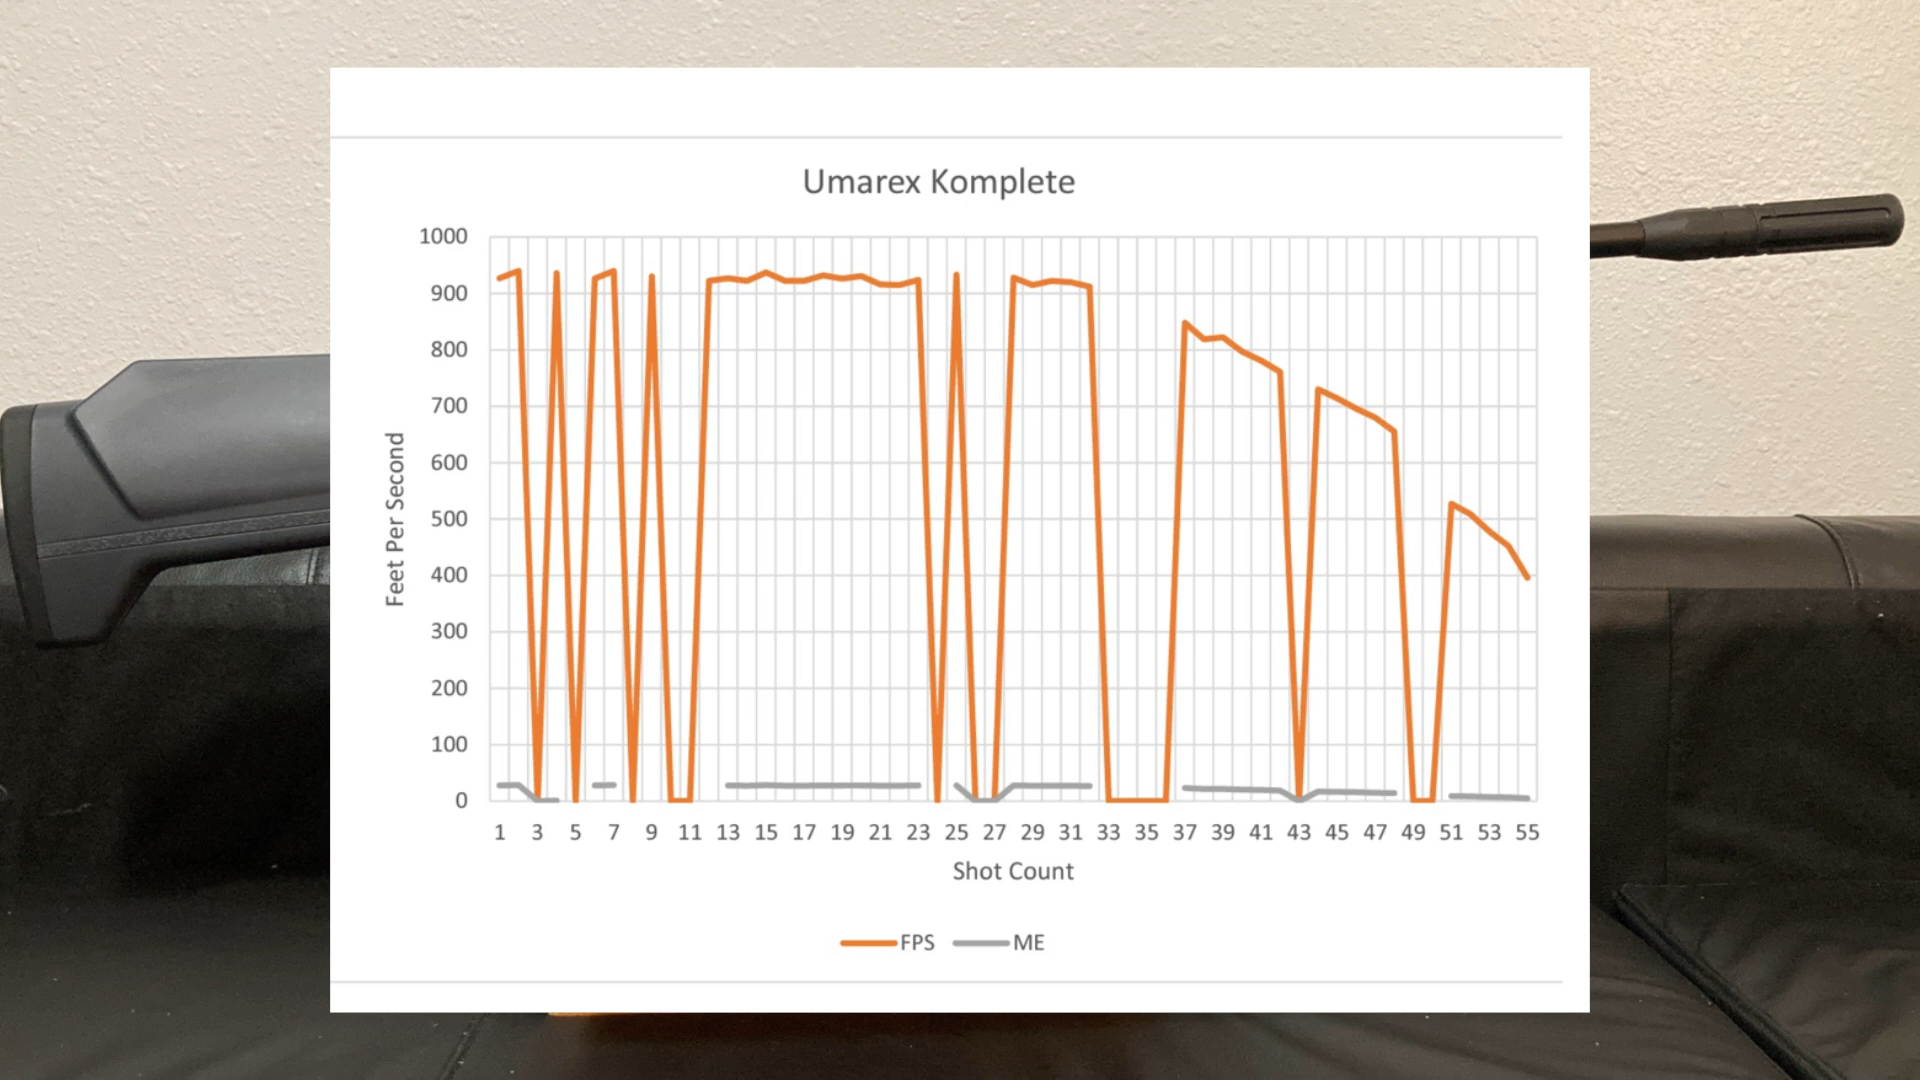 Umarex Komplete
1000
900
800
700
600
500
400
300
200
100
0
Feet Per Second
1 3 5 7 9 11 13 15 17 19 21 23 25 27 29 31 33 35 37 39 41 43 45 47 49 51 53 55
Shot Count
FPS ME